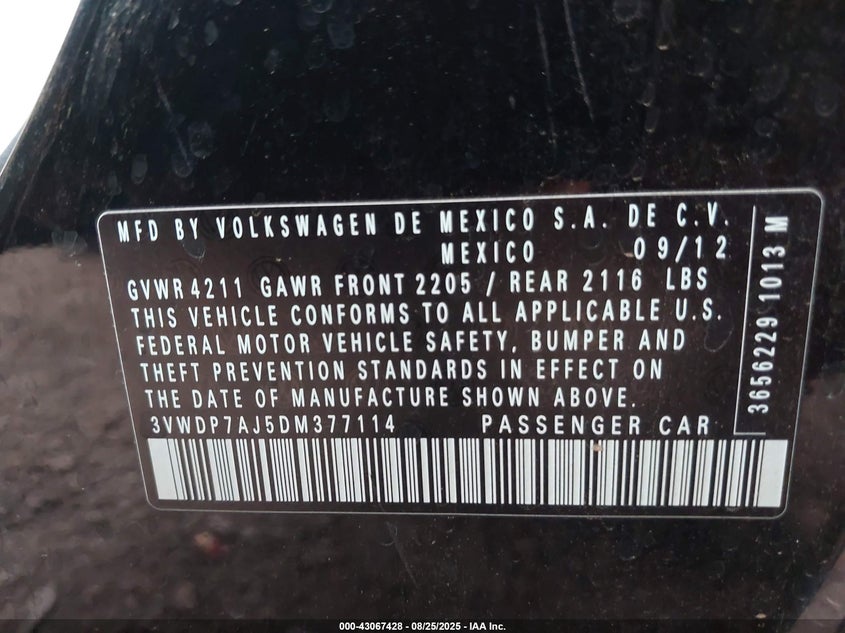 MFD BY VOLKSWAGEN DE MEXICO S.A. DE C.V.
MEXICO 09/12
GVWR 4211 GAWR FRONT 2205 / REAR 2116 LBS
THIS VEHICLE CONFORMS TO ALL APPLICABLE U.S.
FEDERAL MOTOR VEHICLE SAFETY, BUMPER AND
THEFT PREVENTION STANDARDS IN EFFECT ON
THE DATE OF MANUFACTURE SHOWN ABOVE.
3VWDP7AJ5DM377114 PASSENGER CAR
3656229 1013 M
000-43067428 - 08/25/2025 - IAA Inc.